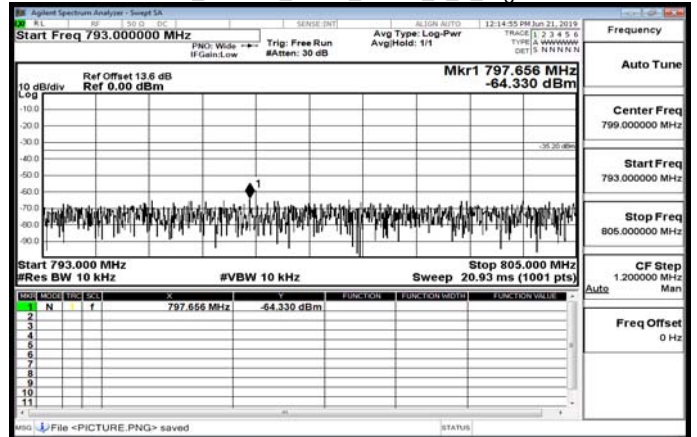 Agilent Spectrum Analyzer - Swept SA
RL RF 50 Ω DC SENSE:INT ALIGN AUTO 12:14:55 PM Jun 21, 2019
Start Freq 793.000000 MHz
PNO: Wide
IFGain:Low
Trig: Free Run
#Atten: 30 dB
Avg Type: Log-Pwr
Avg|Hold: 1/1
TRACE 1 2 3 4 5 6
TYPE A WWWWW
DET S NNNNN
Frequency
Auto Tune
Ref Offset 13.6 dB
Ref 0.00 dBm
10 dB/div
Log
Mkr1 797.656 MHz
-64.330 dBm
-10.0
-20.0
-30.0
-40.0
-50.0
-60.0
-70.0
-80.0
-90.0
-35.20 dBm
1
Center Freq
799.000000 MHz
Start Freq
793.000000 MHz
Stop Freq
805.000000 MHz
Start 793.000 MHz
#Res BW 10 kHz
#VBW 10 kHz
Stop 805.000 MHz
Sweep 20.93 ms (1001 pts)
CF Step
1.200000 MHz
Auto Man
MKR MODE TRC SCL X Y FUNCTION FUNCTION WIDTH FUNCTION VALUE
1 N 1 f 797.656 MHz -64.330 dBm
2
3
4
5
6
7
8
9
10
11
Freq Offset
0 Hz
MSG File <PICTURE.PNG> saved STATUS